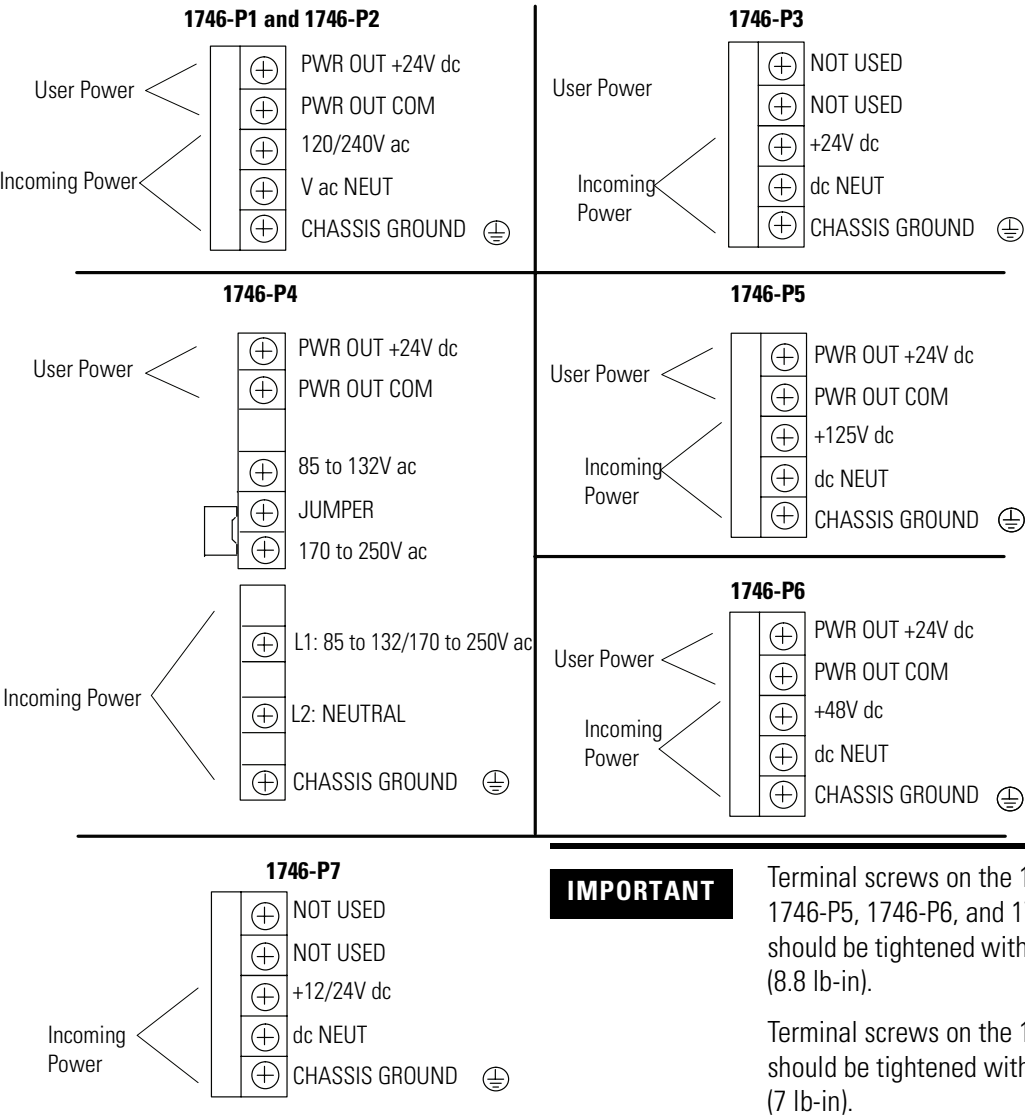 1746-P1 and 1746-P2
User Power
PWR OUT +24V dc
PWR OUT COM
Incoming Power
120/240V ac
V ac NEUT
CHASSIS GROUND
1746-P3
User Power
NOT USED
NOT USED
Incoming
Power
+24V dc
dc NEUT
CHASSIS GROUND
1746-P4
User Power
PWR OUT +24V dc
PWR OUT COM
85 to 132V ac
JUMPER
170 to 250V ac
Incoming Power
L1: 85 to 132/170 to 250V ac
L2: NEUTRAL
CHASSIS GROUND
1746-P5
User Power
PWR OUT +24V dc
PWR OUT COM
Incoming
Power
+125V dc
dc NEUT
CHASSIS GROUND
1746-P6
User Power
PWR OUT +24V dc
PWR OUT COM
Incoming
Power
+48V dc
dc NEUT
CHASSIS GROUND
1746-P7
NOT USED
NOT USED
Incoming
Power
+12/24V dc
dc NEUT
CHASSIS GROUND
IMPORTANT
Terminal screws on the
1746-P5, 1746-P6, and
should be tightened with
(8.8 lb-in).
Terminal screws on the
should be tightened with
(7 lb-in).